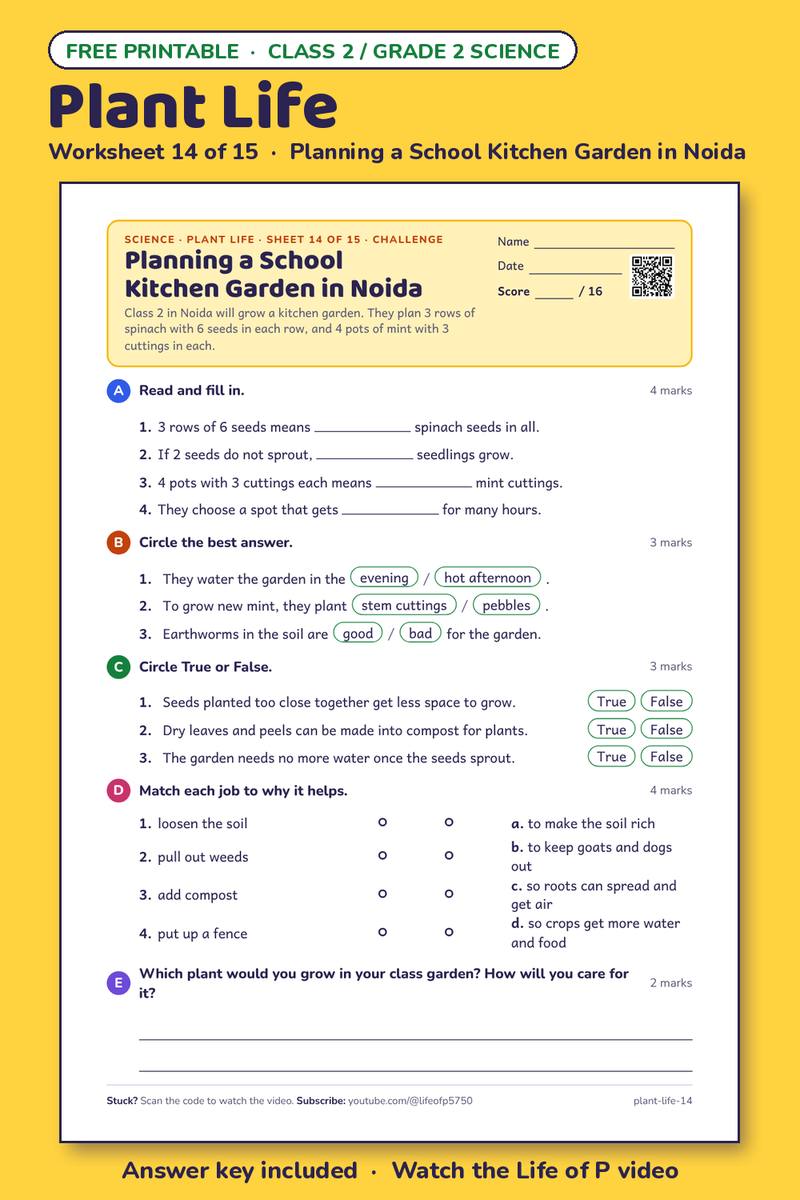 FREE PRINTABLE · CLASS 2 / GRADE 2 SCIENCE
Plant Life
Worksheet 14 of 15 · Planning a School Kitchen Garden in Noida
SCIENCE · PLANT LIFE · SHEET 14 OF 15 · CHALLENGE
Planning a School
Kitchen Garden in Noida
Class 2 in Noida will grow a kitchen garden. They plan 3 rows of
spinach with 6 seeds in each row, and 4 pots of mint with 3
cuttings in each.
Name ____________
Date ____________
Score _____ / 16
A Read and fill in. 4 marks
1. 3 rows of 6 seeds means ____________ spinach seeds in all.
2. If 2 seeds do not sprout, ____________ seedlings grow.
3. 4 pots with 3 cuttings each means ____________ mint cuttings.
4. They choose a spot that gets ____________ for many hours.
B Circle the best answer. 3 marks
1. They water the garden in the evening / hot afternoon .
2. To grow new mint, they plant stem cuttings / pebbles .
3. Earthworms in the soil are good / bad for the garden.
C Circle True or False. 3 marks
1. Seeds planted too close together get less space to grow. True False
2. Dry leaves and peels can be made into compost for plants. True False
3. The garden needs no more water once the seeds sprout. True False
D Match each job to why it helps. 4 marks
1. loosen the soil a. to make the soil rich
2. pull out weeds b. to keep goats and dogs
out
3. add compost c. so roots can spread and
get air
4. put up a fence d. so crops get more water
and food
E Which plant would you grow in your class garden? How will you care for
it? 2 marks
Stuck? Scan the code to watch the video. Subscribe: youtube.com/@lifeofp5750 plant-life-14
Answer key included · Watch the Life of P video